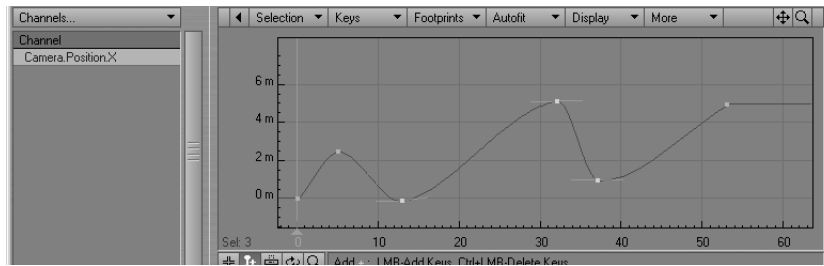 Channels...
Selection Keys Footprints Autofit Display More
Channel
Camera.Position.X
6 m
4 m
2 m
0 m
Sel: 3 0 10 20 30 40 50 60
Add + : LMB-Add Keys, Ctrl+LMB-Delete Keys